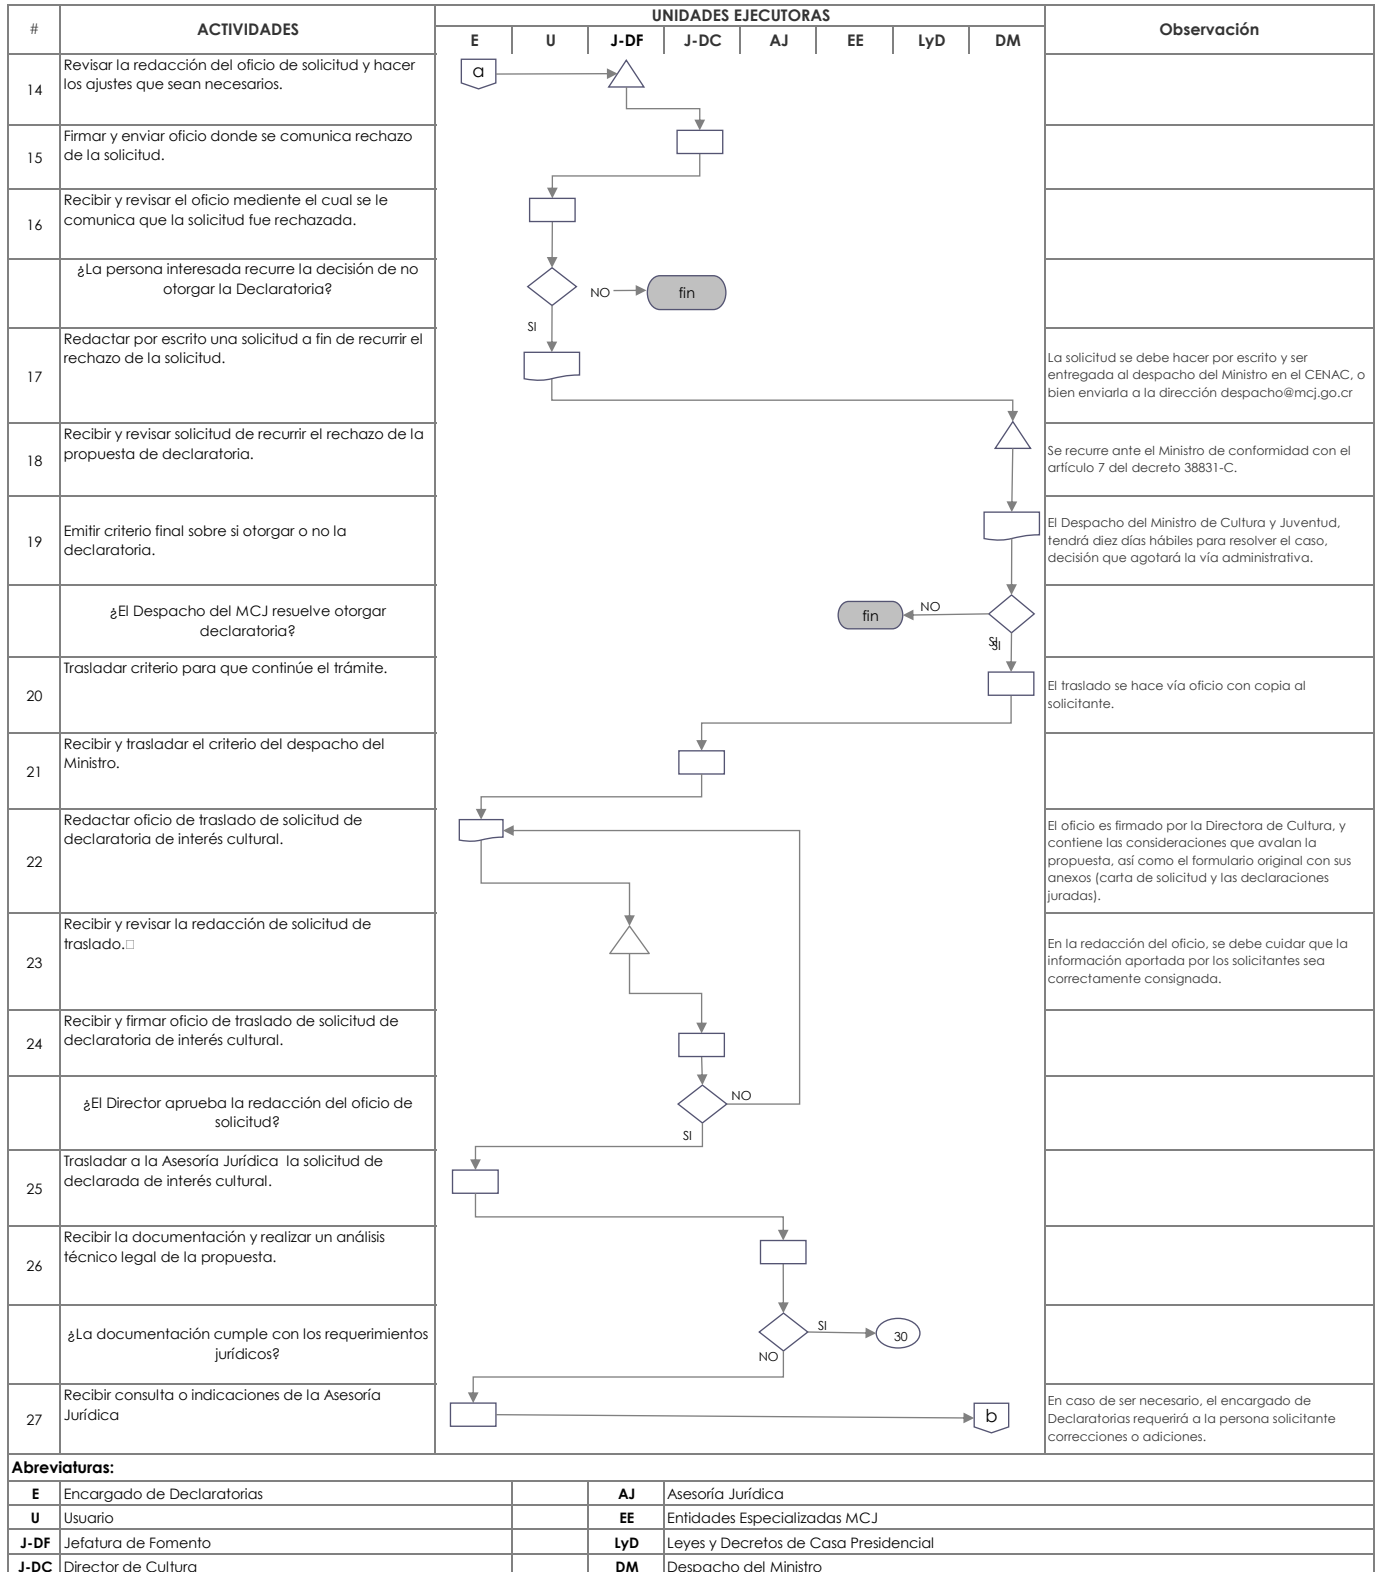 #
ACTIVIDADES
UNIDADES EJECUTORAS
Observación
E U J-DF J-DC AJ EE LyD DM
14
Revisar la redacción del oficio de solicitud y hacer
los ajustes que sean necesarios.
a
15
Firmar y enviar oficio donde se comunica rechazo
de la solicitud.
16
Recibir y revisar el oficio mediente el cual se le
comunica que la solicitud fue rechazada.
¿La persona interesada recurre la decisión de no
otorgar la Declaratoria?
NO
fin
SI
17
Redactar por escrito una solicitud a fin de recurrir el
rechazo de la solicitud.
La solicitud se debe hacer por escrito y ser
entregada al despacho del Ministro en el CENAC, o
bien enviarla a la dirección despacho@mcj.go.cr
18
Recibir y revisar solicitud de recurrir el rechazo de la
propuesta de declaratoria.
Se recurre ante el Ministro de conformidad con el
artículo 7 del decreto 38831-C.
19
Emitir criterio final sobre si otorgar o no la
declaratoria.
El Despacho del Ministro de Cultura y Juventud,
tendrá diez días hábiles para resolver el caso,
decisión que agotará la vía administrativa.
¿El Despacho del MCJ resuelve otorgar
declaratoria?
fin
NO
SI
SI
20
Trasladar criterio para que continúe el trámite.
El traslado se hace vía oficio con copia al
solicitante.
21
Recibir y trasladar el criterio del despacho del
Ministro.
22
Redactar oficio de traslado de solicitud de
declaratoria de interés cultural.
El oficio es firmado por la Directora de Cultura, y
contiene las consideraciones que avalan la
propuesta, así como el formulario original con sus
anexos (carta de solicitud y las declaraciones
juradas).
23
Recibir y revisar la redacción de solicitud de
traslado.□
En la redacción del oficio, se debe cuidar que la
información aportada por los solicitantes sea
correctamente consignada.
24
Recibir y firmar oficio de traslado de solicitud de
declaratoria de interés cultural.
¿El Director aprueba la redacción del oficio de
solicitud?
NO
SI
25
Trasladar a la Asesoría Jurídica la solicitud de
declarada de interés cultural.
26
Recibir la documentación y realizar un análisis
técnico legal de la propuesta.
¿La documentación cumple con los requerimientos
jurídicos?
SI
30
NO
27
Recibir consulta o indicaciones de la Asesoría
Jurídica
b
En caso de ser necesario, el encargado de
Declaratorias requerirá a la persona solicitante
correcciones o adiciones.
Abreviaturas:
E Encargado de Declaratorias AJ Asesoría Jurídica
U Usuario EE Entidades Especializadas MCJ
J-DF Jefatura de Fomento LyD Leyes y Decretos de Casa Presidencial
J-DC Director de Cultura DM Despacho del Ministro